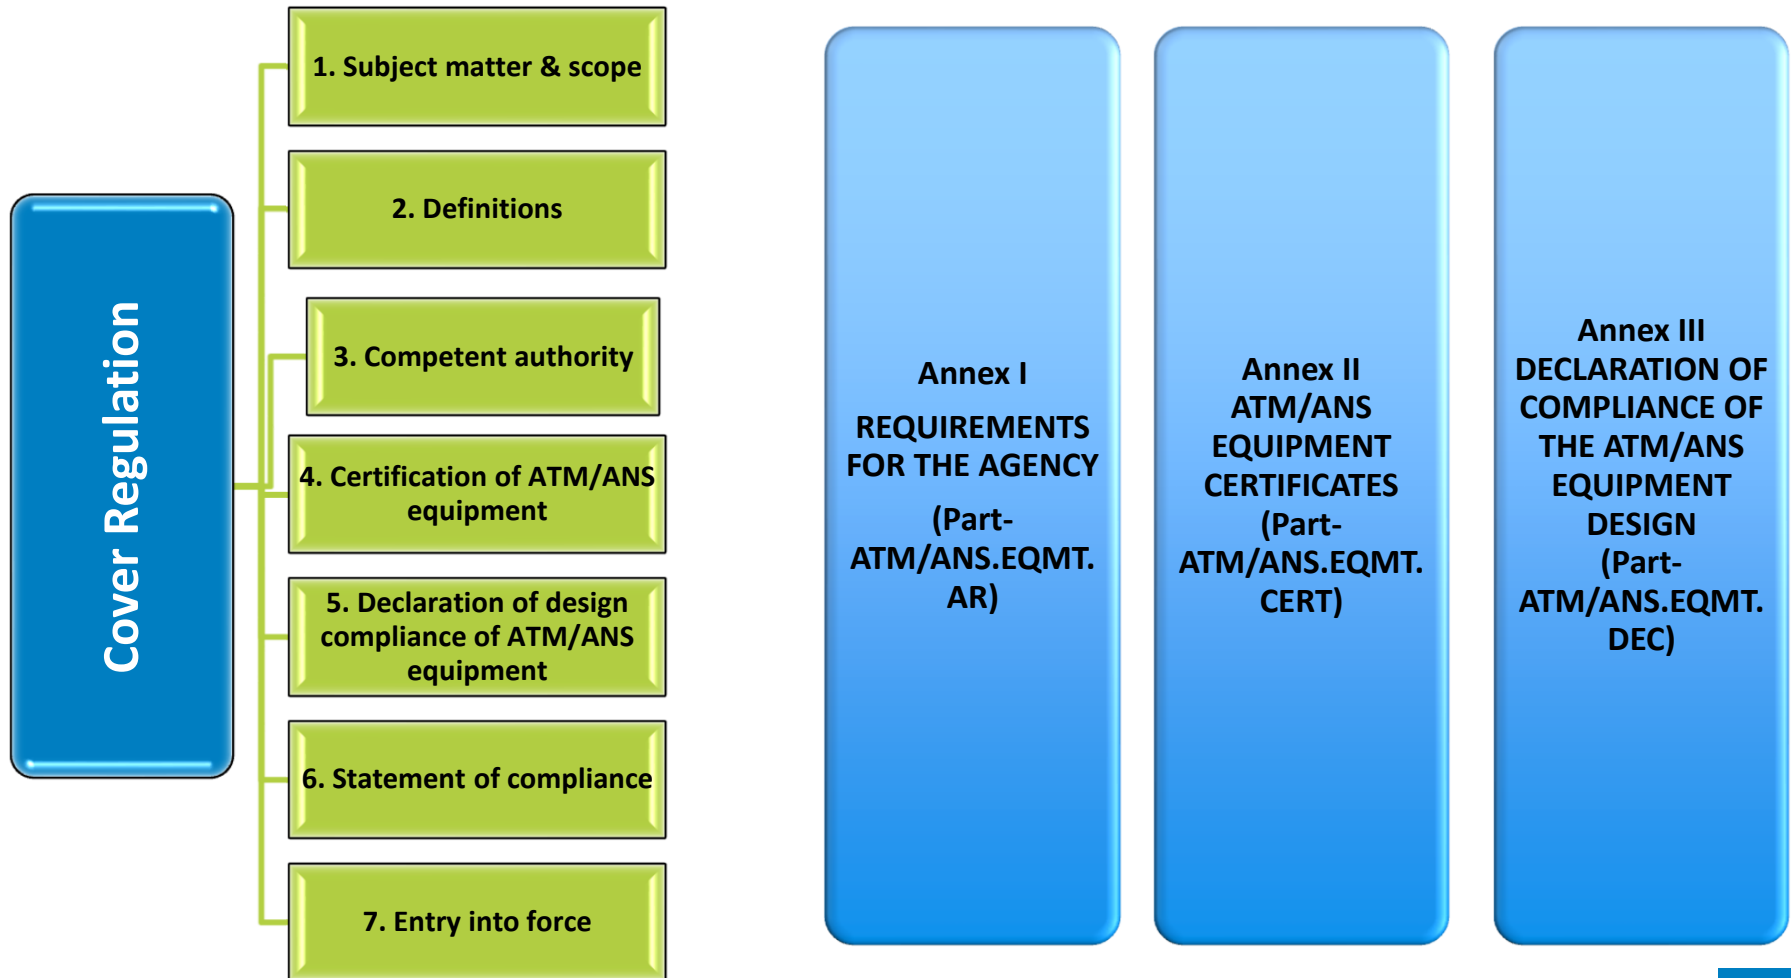 Cover Regulation
1. Subject matter & scope
2. Definitions
3. Competent authority
4. Certification of ATM/ANS
equipment
5. Declaration of design
compliance of ATM/ANS
equipment
6. Statement of compliance
7. Entry into force
Annex I
REQUIREMENTS
FOR THE AGENCY
(Part-
ATM/ANS.EQMT.
AR)
Annex II
ATM/ANS
EQUIPMENT
CERTIFICATES
(Part-
ATM/ANS.EQMT.
CERT)
Annex III
DECLARATION OF
COMPLIANCE OF
THE ATM/ANS
EQUIPMENT
DESIGN
(Part-
ATM/ANS.EQMT.
DEC)